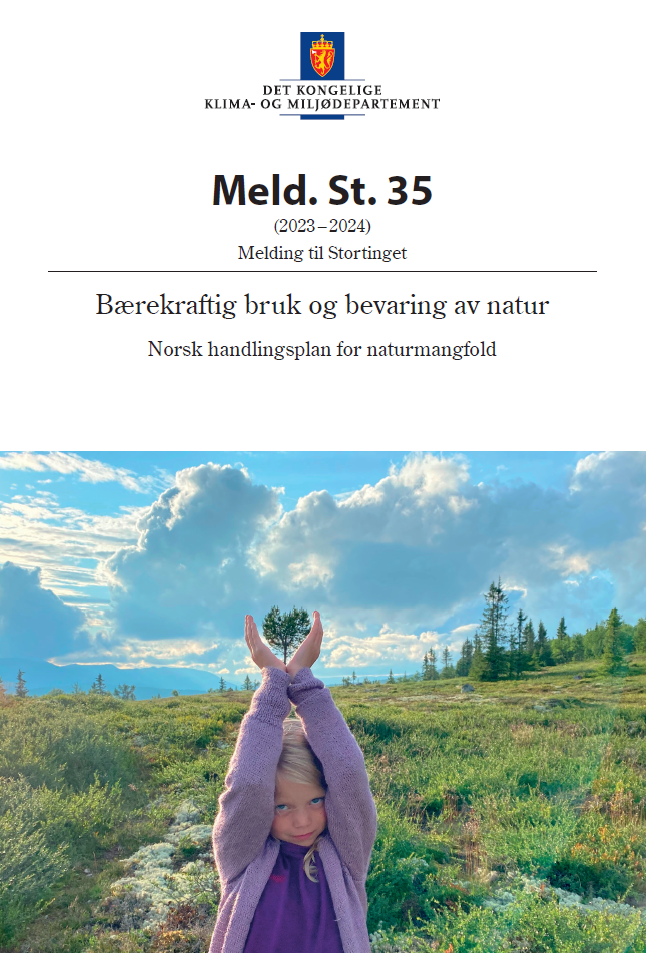 DET KONGELIGE
KLIMA- OG MILJØDEPARTEMENT
Meld. St. 35
(2023–2024)
Melding til Stortinget
Bærekraftig bruk og bevaring av natur
Norsk handlingsplan for naturmangfold